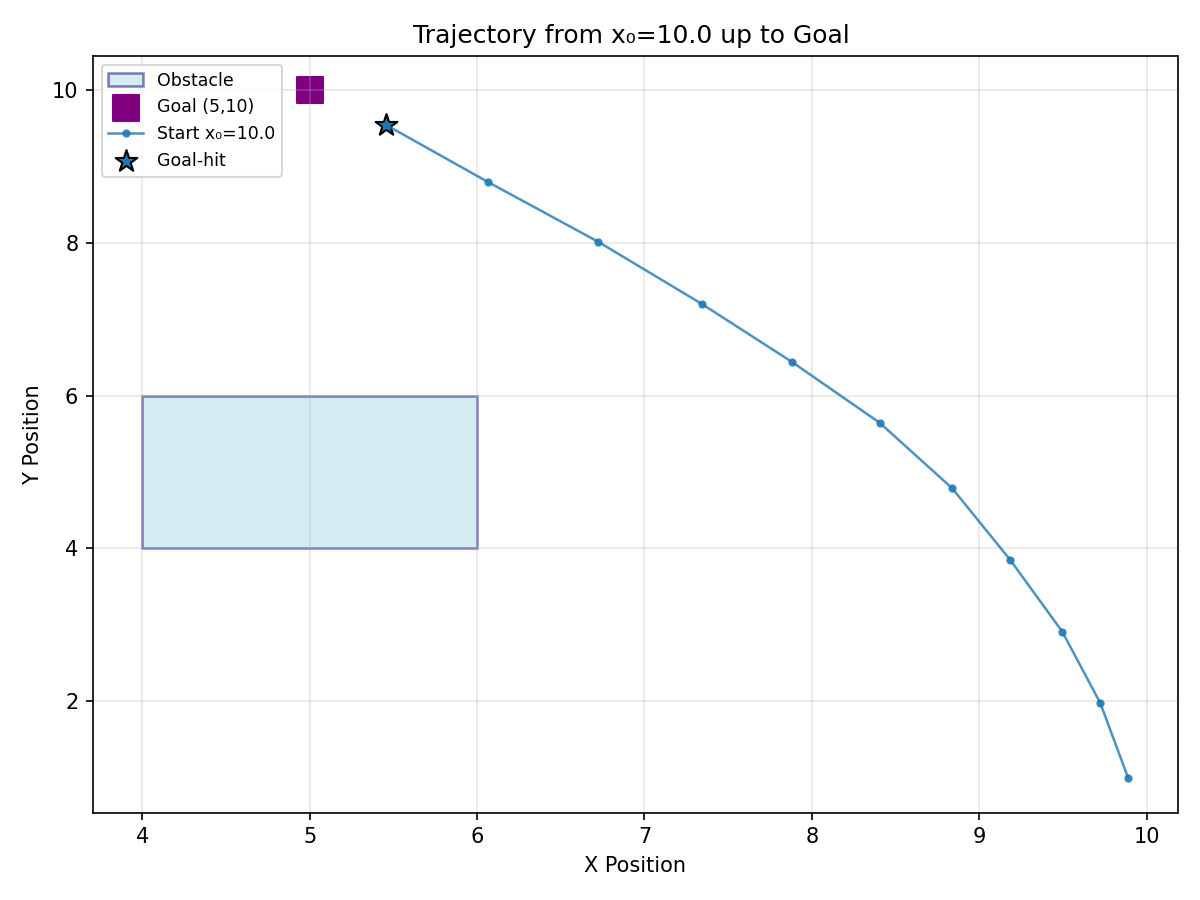 Trajectory from x₀=10.0 up to Goal
Obstacle
Goal (5,10)
Start x₀=10.0
Goal-hit
10
8
6
4
2
Y Position
4
5
6
7
8
9
10
X Position